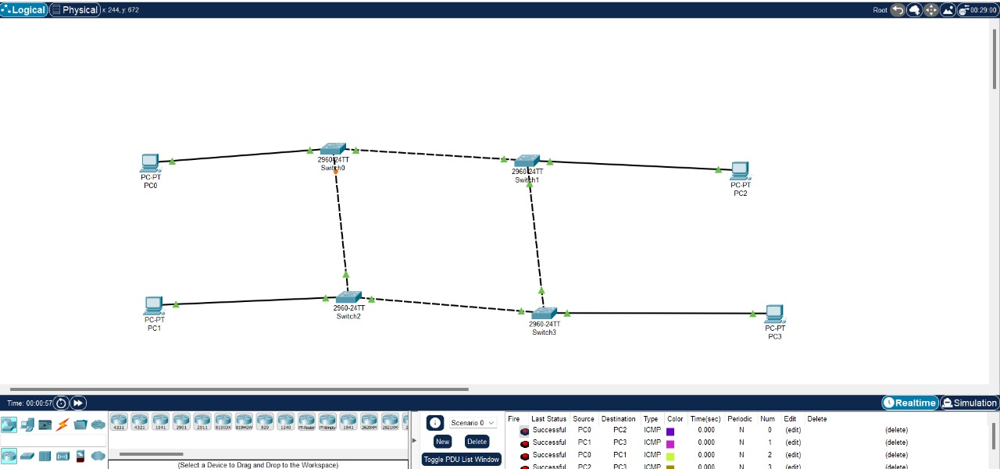 Logical Physical x: 244, y: 672 Root 00:29:00
2960-24TT
Switch0
2960-24TT
Switch1
PC-PT
PC0
PC-PT
PC2
2960-24TT
Switch2
PC-PT
PC1
2960-24TT
Switch3
PC-PT
PC3
Time: 00:00:57 Realtime Simulation
4331 4321 1941 2901 2911 819IOX 819HGW 829 1240 PT-Router PT-Empty 1841 2620XM 2621XM 2
(Select a Device to Drag and Drop to the Workspace)
Scenario 0
New Delete
Toggle PDU List Window
Fire Last Status Source Destination Type Color Time(sec) Periodic Num Edit Delete
Successful PC0 PC2 ICMP 0.000 N 0 (edit) (delete)
Successful PC1 PC3 ICMP 0.000 N 1 (edit) (delete)
Successful PC0 PC1 ICMP 0.000 N 2 (edit) (delete)
Successful PC2 PC3 ICMP 0.000 N 3 (edit) (delete)